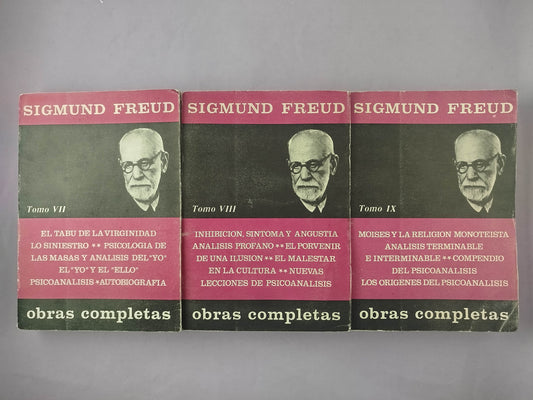 SIGMUND FREUD
Tomo VII
EL TABU DE LA VIRGINIDAD
LO SINIESTRO ** PSICOLOGIA DE
LAS MASAS Y ANALISIS DEL "YO"
EL "YO" Y EL "ELLO"
PSICOANALISIS * AUTOBIOGRAFIA
obras completas
SIGMUND FREUD
Tomo VIII
INHIBICION, SINTOMA Y ANGUSTIA
ANALISIS PROFANO ** EL PORVENIR
DE UNA ILUSION ** EL MALESTAR
EN LA CULTURA ** NUEVAS
LECCIONES DE PSICOANALISIS
obras completas
SIGMUND FREUD
Tomo IX
MOISES Y LA RELIGION MONOTEISTA
ANALISIS TERMINABLE
E INTERMINABLE ** COMPENDIO
DEL PSICOANALISIS
LOS ORIGENES DEL PSICOANALISIS
obras completas